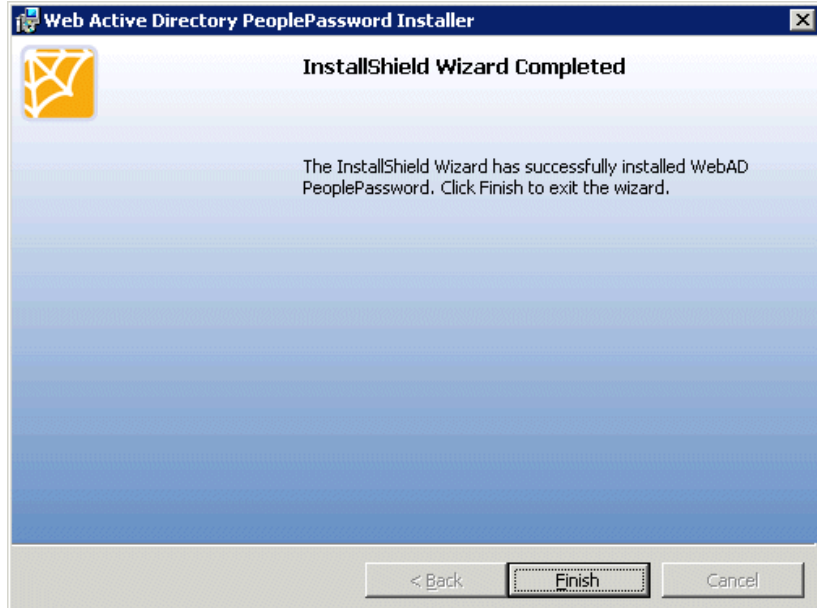 Web Active Directory PeoplePassword Installer
InstallShield Wizard Completed
The InstallShield Wizard has successfully installed WebAD
PeoplePassword. Click Finish to exit the wizard.
< Back
Finish
Cancel